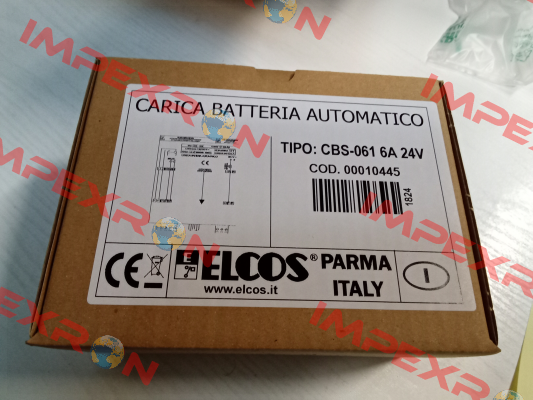 CARICA BATTERIA AUTOMATICO
TIPO: CBS-061 6A 24V
COD. 00010445
1824
CE
ELCOS® PARMA
ITALY
www.elcos.it
I
IMPEXRON
IMPEXRON
IMPEXRON
IMPEXRON